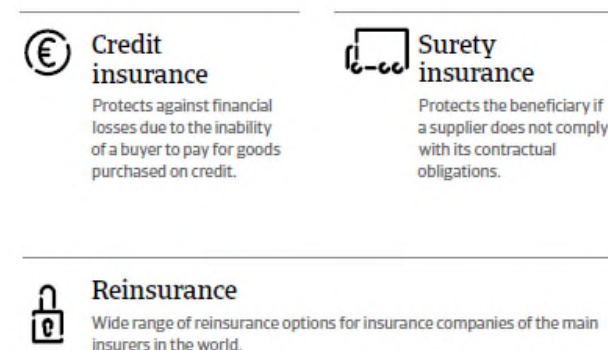 Credit
insurance
Protects against financial
losses due to the inability
of a buyer to pay for goods
purchased on credit.
Surety
insurance
Protects the beneficiary if
a supplier does not comply
with its contractual
obligations.
Reinsurance
Wide range of reinsurance options for insurance companies of the main
insurers in the world.